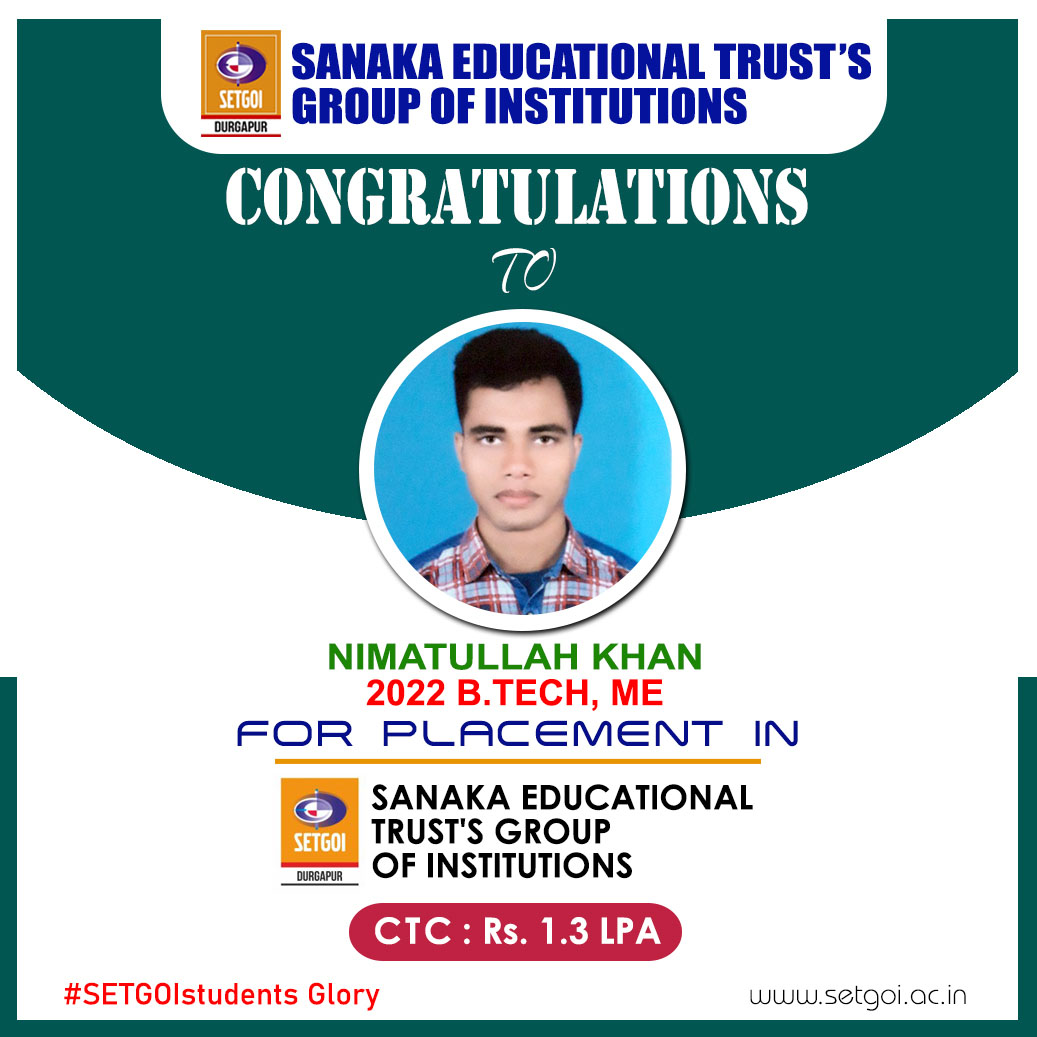 SETGOI
DURGAPUR
SANAKA EDUCATIONAL TRUST'S
GROUP OF INSTITUTIONS
CONGRATULATIONS
TO
NIMATULLAH KHAN
2022 B.TECH, ME
FOR PLACEMENT IN
SETGOI
DURGAPUR
SANAKA EDUCATIONAL
TRUST'S GROUP
OF INSTITUTIONS
CTC : Rs. 1.3 LPA
#SETGOIstudents Glory
www.setgoi.ac.in